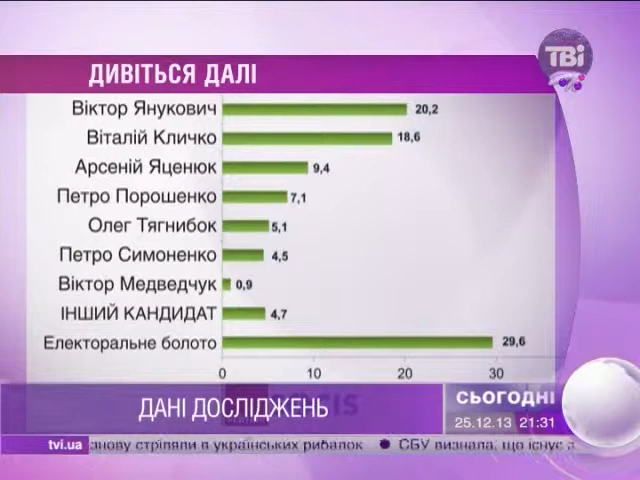 ТВі
ДИВІТЬСЯ ДАЛІ
Віктор Янукович 20,2
Віталій Кличко 18,6
Арсеній Яценюк 9,4
Петро Порошенко 7,1
Олег Тягнибок 5,1
Петро Симоненко 4,5
Віктор Медведчук 0,9
ІНШИЙ КАНДИДАТ 4,7
Електоральне болото 29,6
0 10 20 30
ДАНІ ДОСЛІДЖЕНЬ
СЬОГОДНІ
25.12.13 21:31
tvi.ua анову стріляли в українських рибалок ● СБУ визнала, що існує